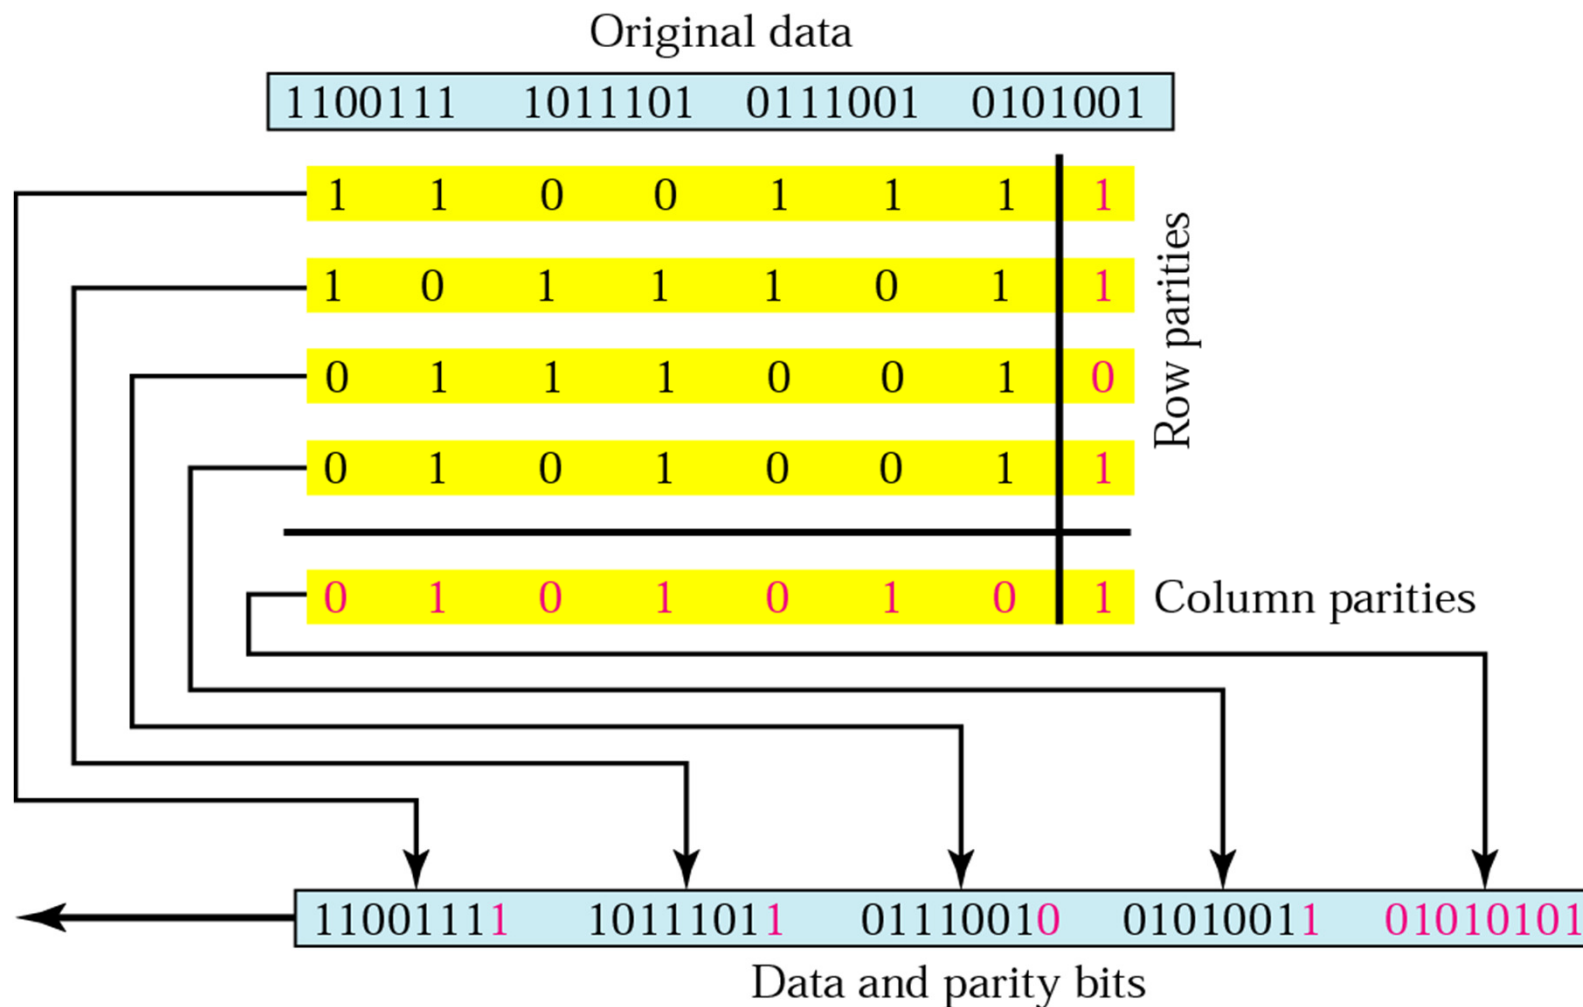 Original data
1100111 1011101 0111001 0101001
1 1 0 0 1 1 1 1
1 0 1 1 1 0 1 1
0 1 1 1 0 0 1 0
0 1 0 1 0 0 1 1
Row parities
0 1 0 1 0 1 0 1 Column parities
11001111 10111011 01110010 01010011 01010101
Data and parity bits